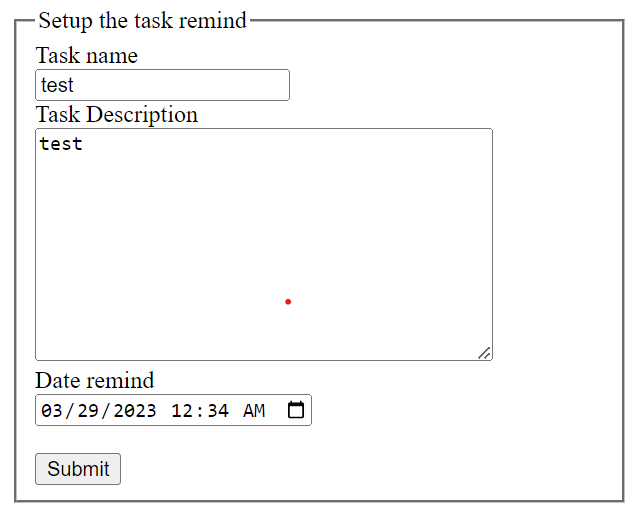 Setup the task remind
Task name
test
Task Description
test
Date remind
03/29/2023 12:34 AM
Submit